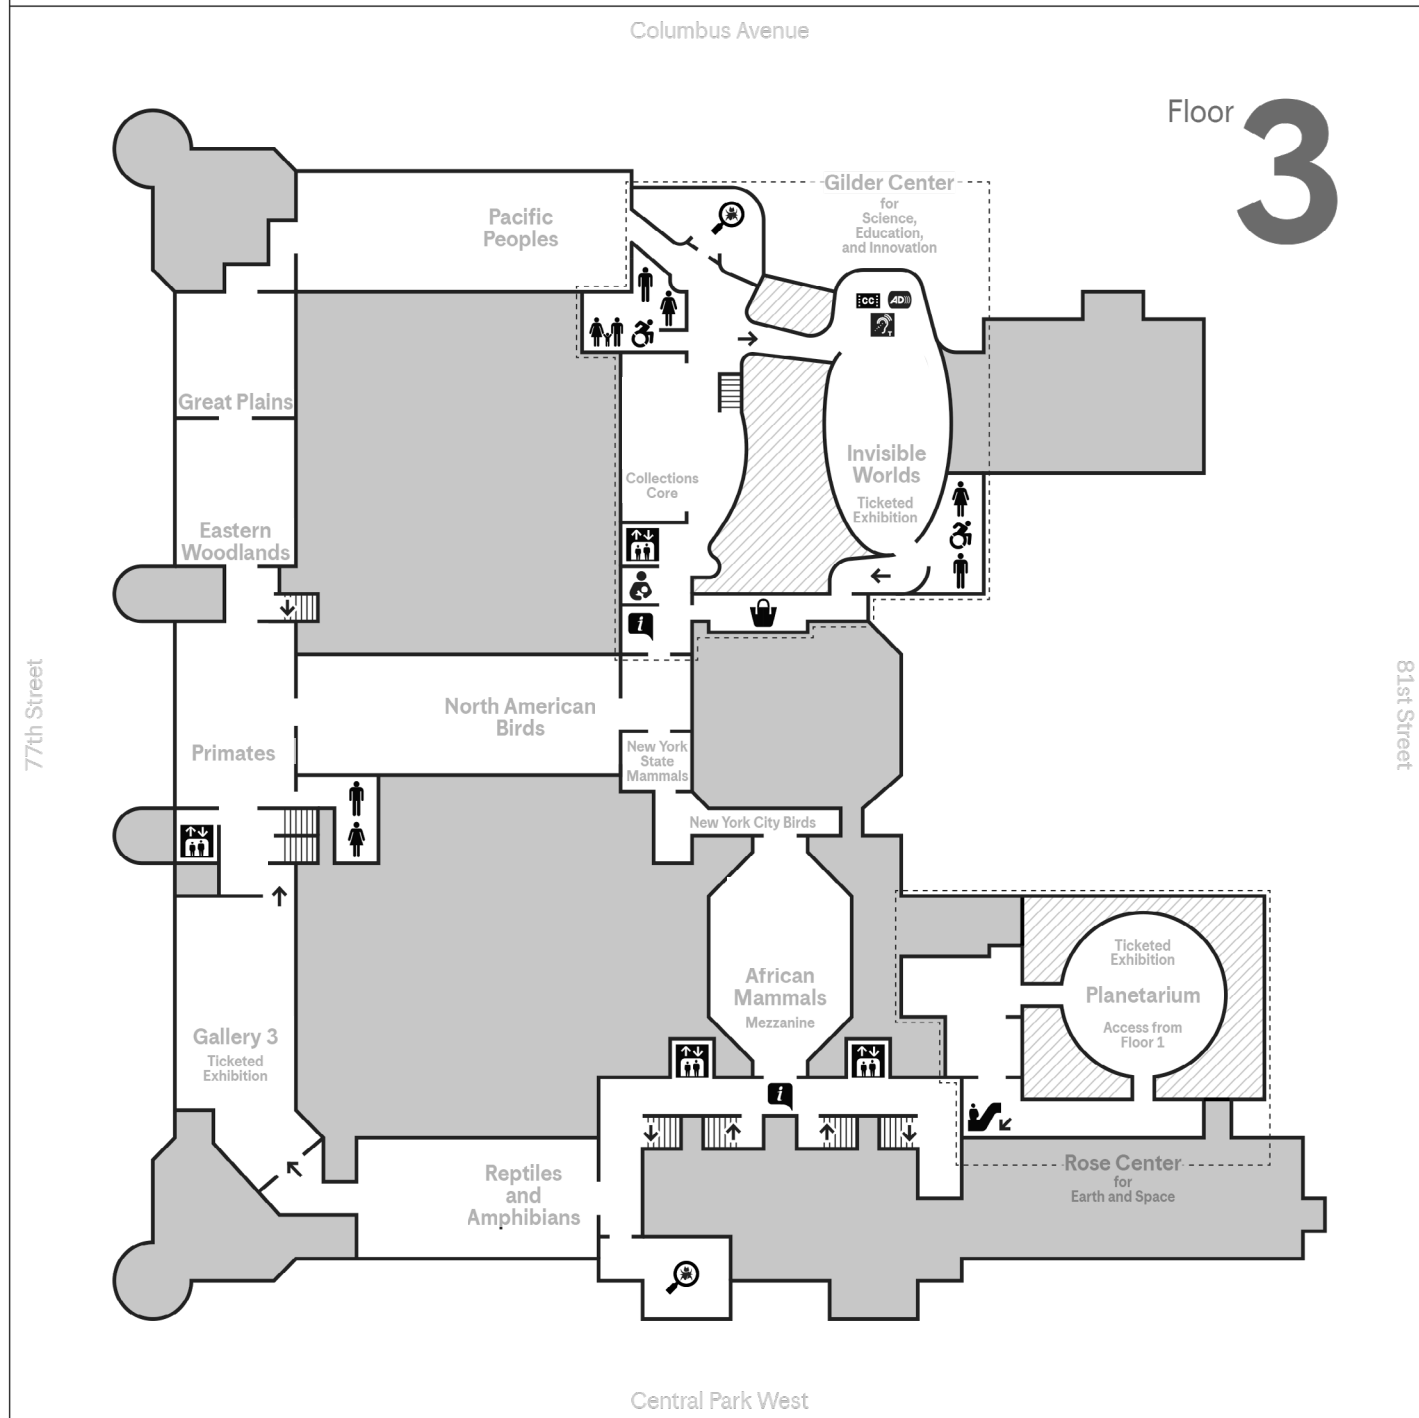 Columbus Avenue
Floor 3
Gilder Center
for
Science,
Education,
and Innovation
Pacific
Peoples
CC
AD
Great Plains
Invisible
Worlds
Ticketed
Exhibition
Collections
Core
Eastern
Woodlands
i
77th Street
81st Street
North American
Birds
New York
State
Mammals
Primates
New York City Birds
Ticketed
Exhibition
Planetarium
Access from
Floor 1
African
Mammals
Mezzanine
Gallery 3
Ticketed
Exhibition
i
Reptiles
and
Amphibians
Rose Center
for
Earth and Space
Central Park West